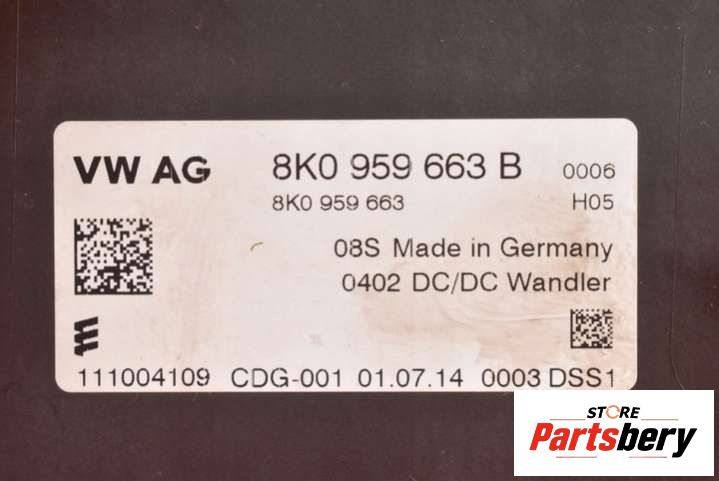 VW AG 8K0 959 663 B 0006
8K0 959 663 H05
08S Made in Germany
0402 DC/DC Wandler
111004109 CDG-001 01.07.14 0003 DSS1
STORE
Partsbery